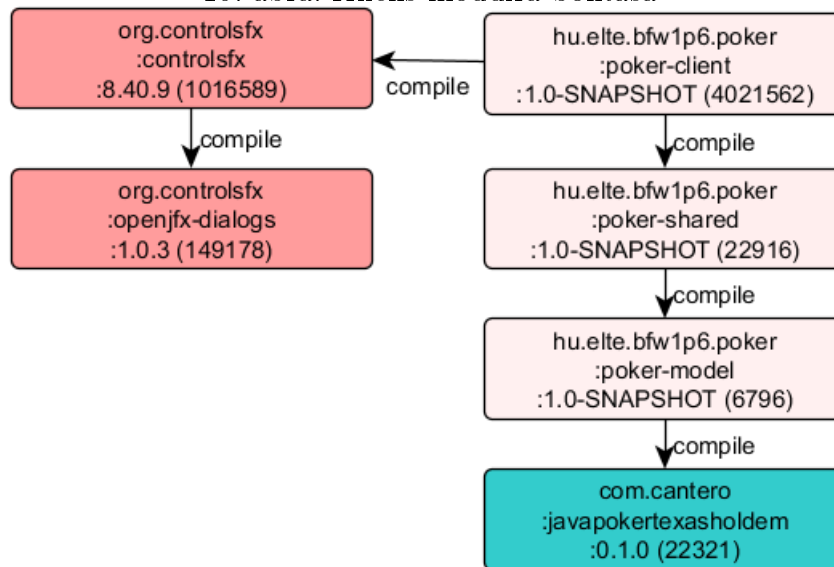 org.controlsfx
:controlsfx
:8.40.9 (1016589)
compile
hu.elte.bfw1p6.poker
:poker-client
:1.0-SNAPSHOT (4021562)
compile
compile
org.controlsfx
:openjfx-dialogs
:1.0.3 (149178)
hu.elte.bfw1p6.poker
:poker-shared
:1.0-SNAPSHOT (22916)
compile
hu.elte.bfw1p6.poker
:poker-model
:1.0-SNAPSHOT (6796)
compile
com.cantero
:javapokertexasholdem
:0.1.0 (22321)